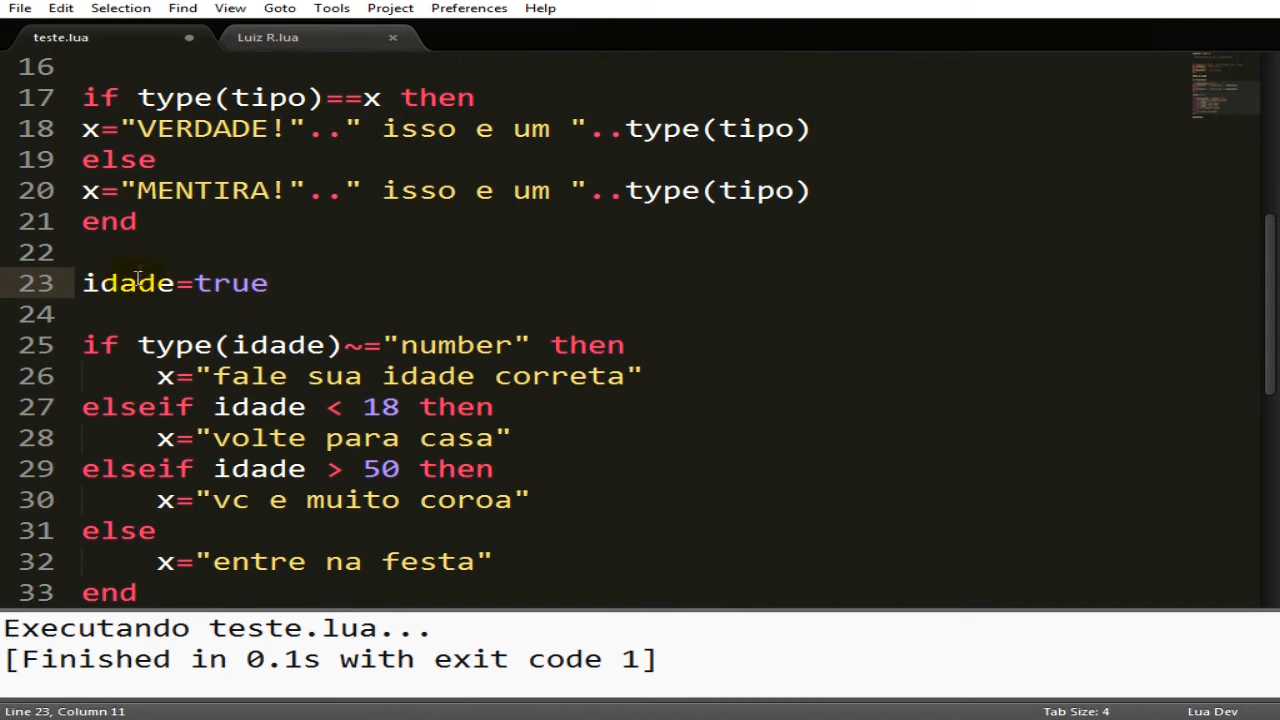 File Edit Selection Find View Goto Tools Project Preferences Help
teste.lua Luiz R.lua ×
16
17 if type(tipo)==x then
18 x="VERDADE!".." isso e um "..type(tipo)
19 else
20 x="MENTIRA!".." isso e um "..type(tipo)
21 end
22
23 idade=true
24
25 if type(idade)~="number" then
26 x="fale sua idade correta"
27 elseif idade < 18 then
28 x="volte para casa"
29 elseif idade > 50 then
30 x="vc e muito coroa"
31 else
32 x="entre na festa"
33 end
Executando teste.lua...
[Finished in 0.1s with exit code 1]
Line 23, Column 11 Tab Size: 4 Lua Dev